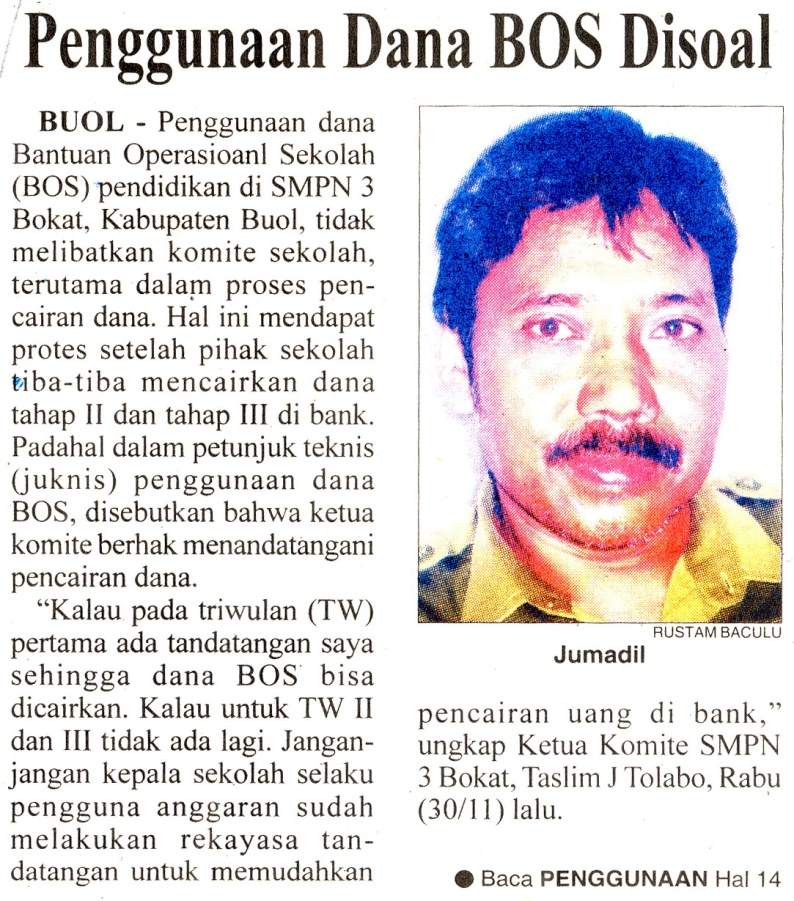 Penggunaan Dana BOS Disoal
BUOL - Penggunaan dana
Bantuan Operasioanl Sekolah
(BOS) pendidikan di SMPN 3
Bokat, Kabupaten Buol, tidak
melibatkan komite sekolah,
terutama dalam proses pen-
cairan dana. Hal ini mendapat
protes setelah pihak sekolah
tiba-tiba mencairkan dana
tahap II dan tahap III di bank.
Padahal dalam petunjuk teknis
(juknis) penggunaan dana
BOS, disebutkan bahwa ketua
komite berhak menandatangani
pencairan dana.
“Kalau pada triwulan (TW)
pertama ada tandatangan saya
sehingga dana BOS bisa
dicairkan. Kalau untuk TW II
dan III tidak ada lagi. Jangan-
jangan kepala sekolah selaku
pengguna anggaran sudah
melakukan rekayasa tan-
datangan untuk memudahkan
RUSTAM BACULU
Jumadil
pencairan uang di bank,”
ungkap Ketua Komite SMPN
3 Bokat, Taslim J Tolabo, Rabu
(30/11) lalu.
● Baca PENGGUNAAN Hal 14